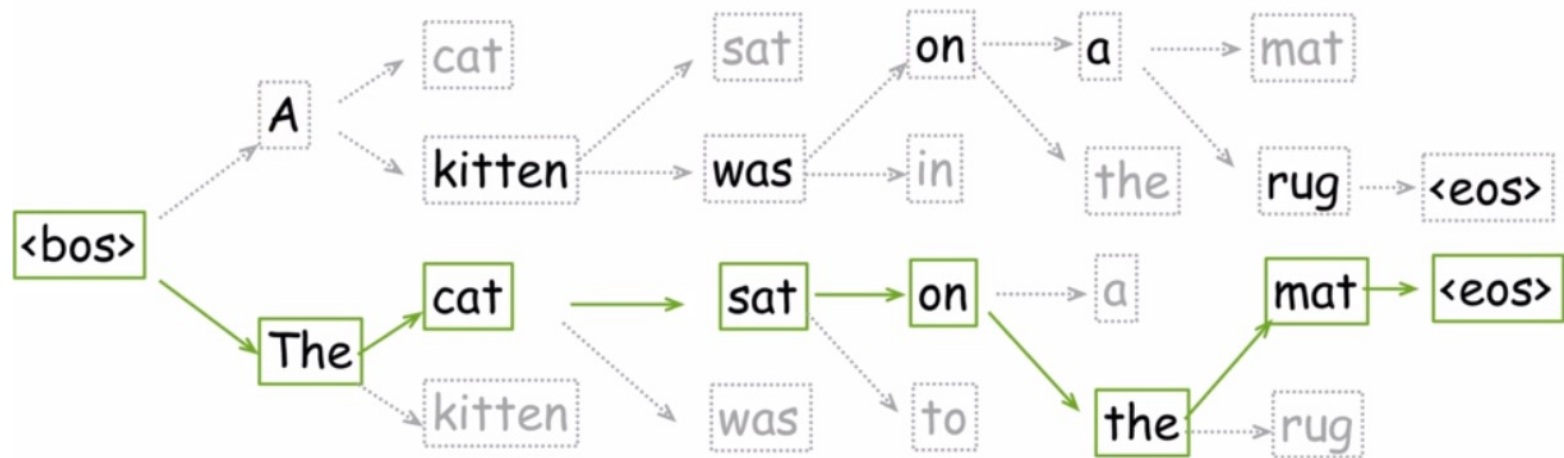 cat sat on a mat
A
kitten was in the rug <eos>
<bos>
cat sat on a mat <eos>
The
kitten was to the rug